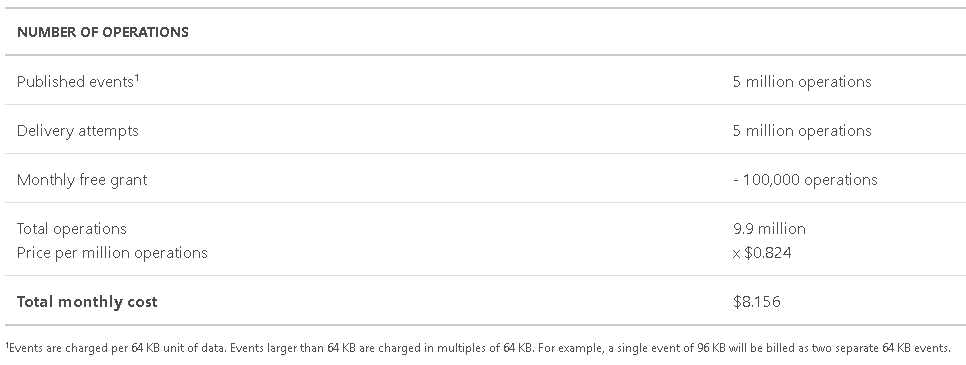 NUMBER OF OPERATIONS
Published events¹ 5 million operations
Delivery attempts 5 million operations
Monthly free grant - 100,000 operations
Total operations 9.9 million
Price per million operations x $0.824
Total monthly cost $8.156
¹Events are charged per 64 KB unit of data. Events larger than 64 KB are charged in multiples of 64 KB. For example, a single event of 96 KB will be billed as two separate 64 KB events.